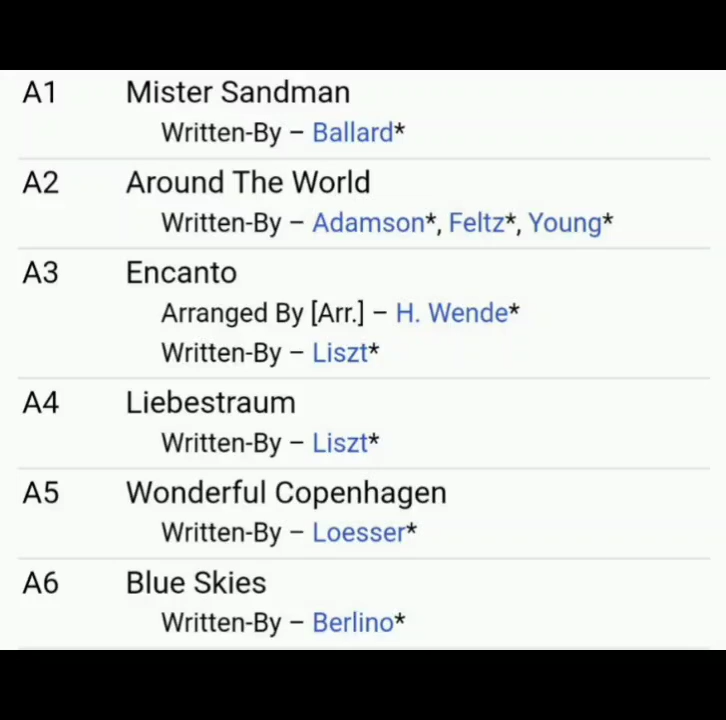 A1 Mister Sandman
Written-By – Ballard*
A2 Around The World
Written-By – Adamson*, Feltz*, Young*
A3 Encanto
Arranged By [Arr.] – H. Wende*
Written-By – Liszt*
A4 Liebestraum
Written-By – Liszt*
A5 Wonderful Copenhagen
Written-By – Loesser*
A6 Blue Skies
Written-By – Berlino*